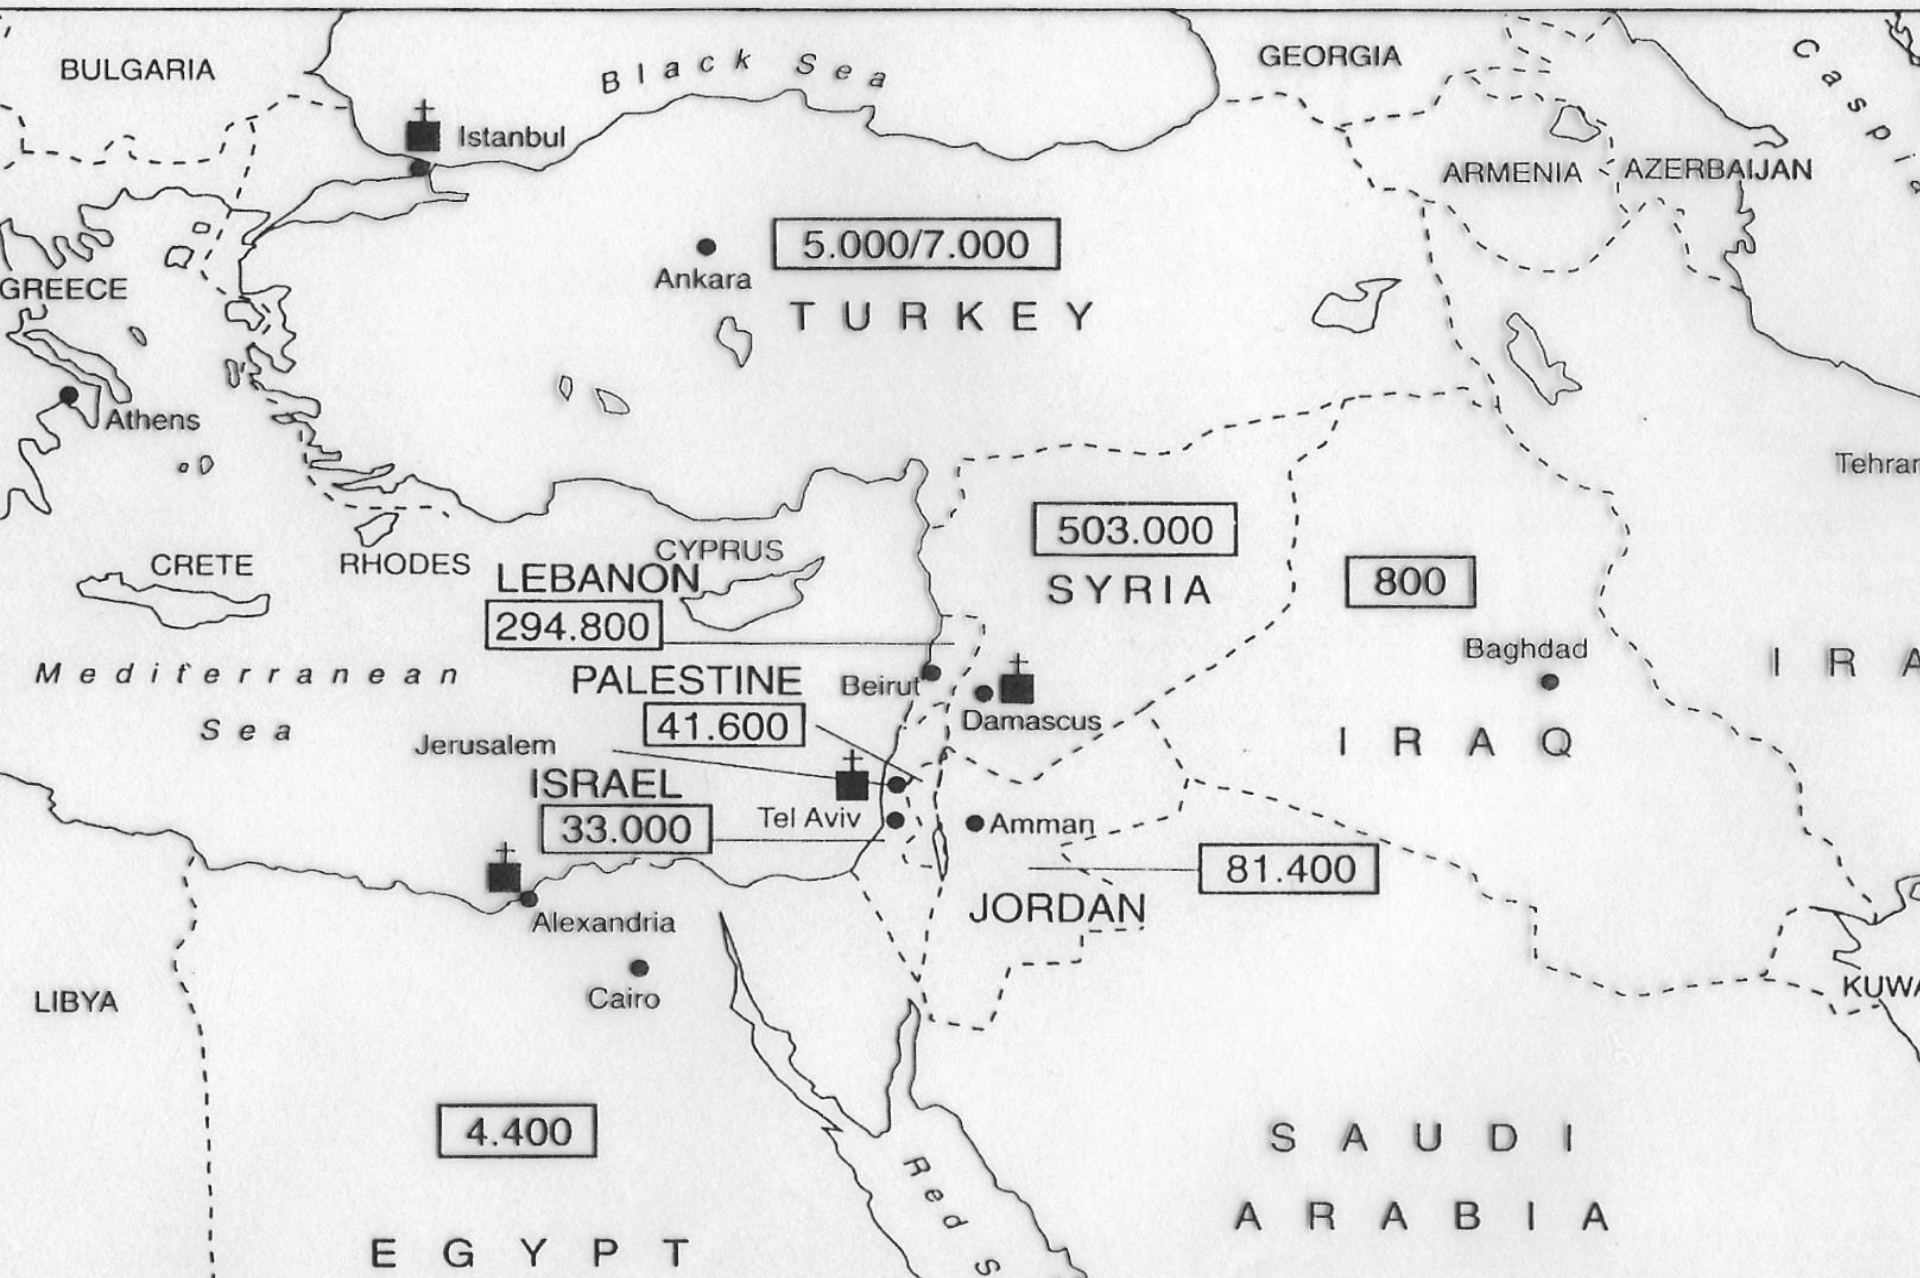 BULGARIA
Black Sea
GEORGIA
Istanbul
ARMENIA
AZERBAIJAN
5.000/7.000
Ankara
TURKEY
GREECE
Athens
503.000
SYRIA
CRETE
RHODES
CYPRUS
LEBANON
294.800
800
Baghdad
IRAQ
Mediterranean
Sea
PALESTINE
41.600
Beirut
Damascus
Jerusalem
ISRAEL
33.000
Tel Aviv
Amman
81.400
JORDAN
Alexandria
Cairo
LIBYA
4.400
EGYPT
Red S
SAUDI
ARABIA
Caspi
Tehran
IRA
KUWA